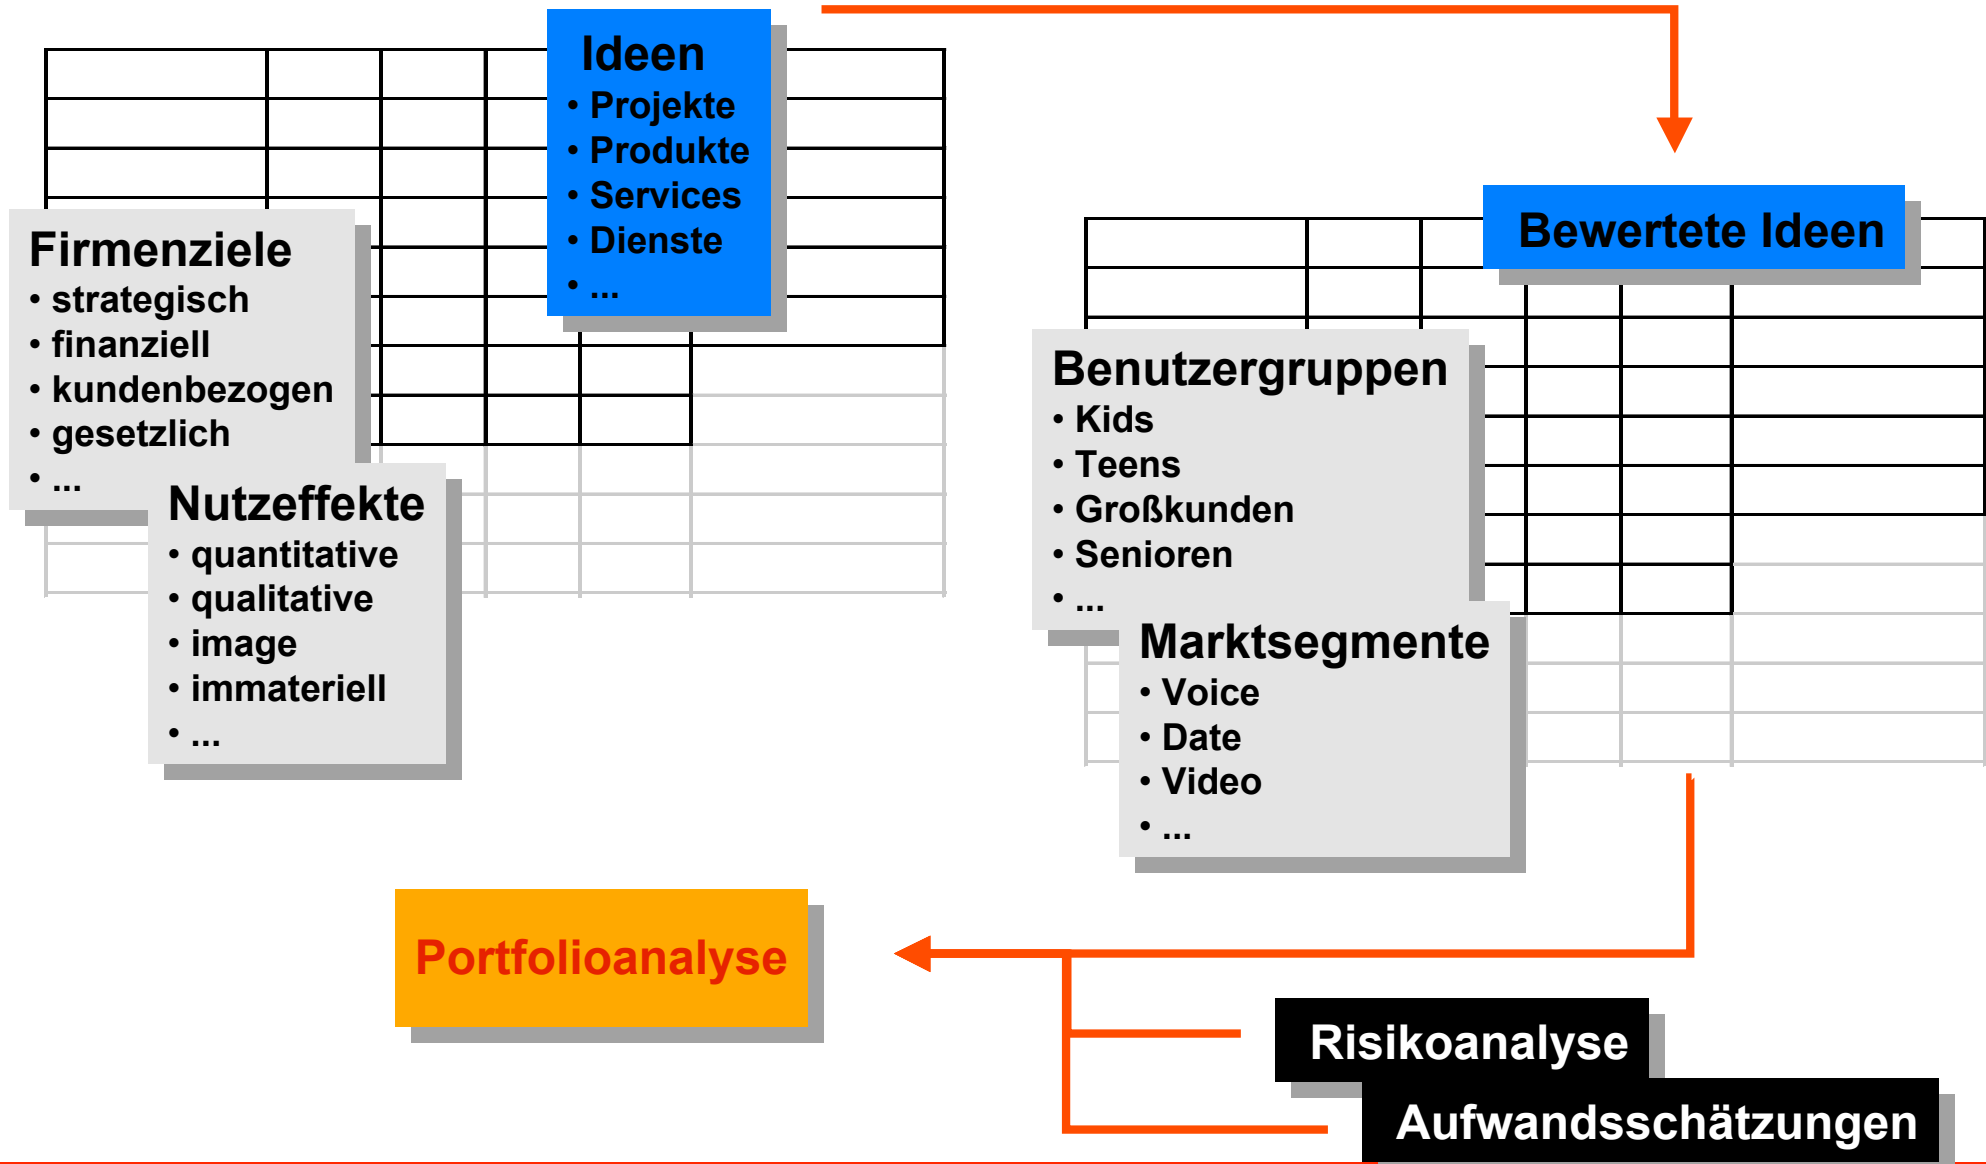 Ideen
• Projekte
• Produkte
• Services
• Dienste
• ...
Firmenziele
• strategisch
• finanziell
• kundenbezogen
• gesetzlich
• ...
Nutzeffekte
• quantitative
• qualitative
• image
• immateriell
• ...
Bewertete Ideen
Benutzergruppen
• Kids
• Teens
• Großkunden
• Senioren
• ...
Marktsegmente
• Voice
• Date
• Video
• ...
Portfolioanalyse
Risikoanalyse
Aufwandsschätzungen